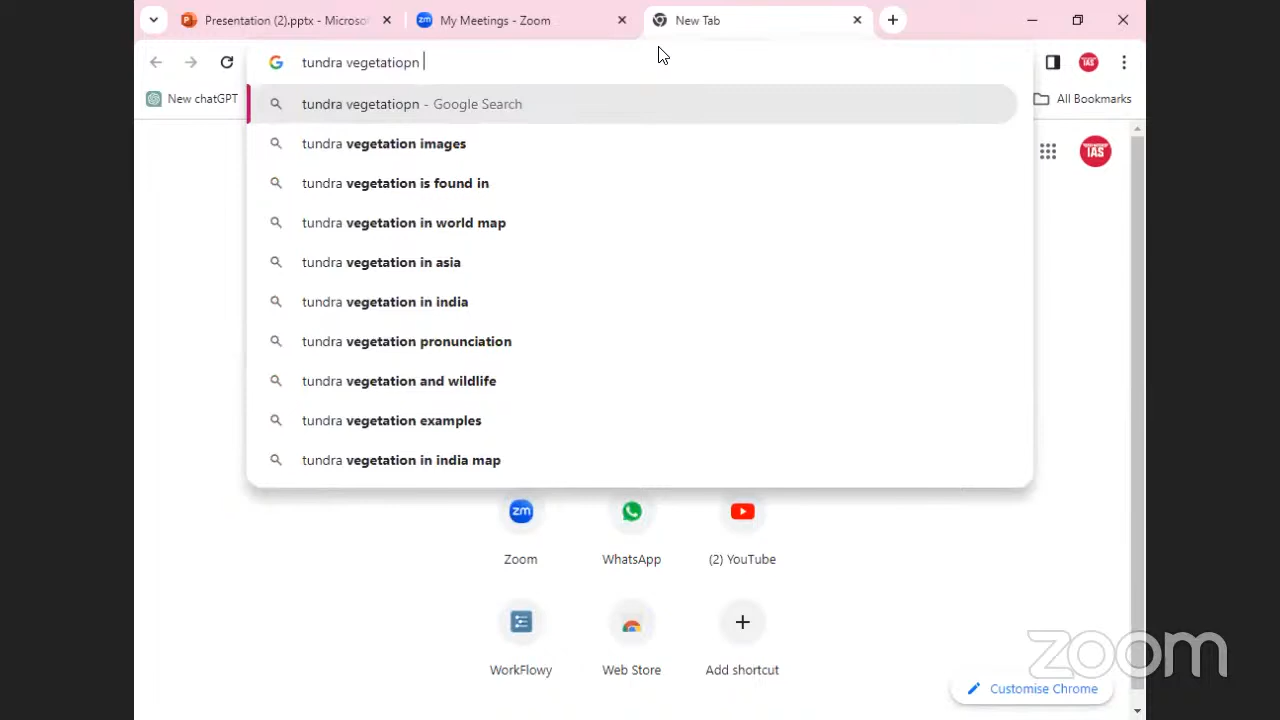 Presentation (2).pptx - Microsof
My Meetings - Zoom
New Tab
tundra vegetatiopn
IAS
New chatGPT
All Bookmarks
tundra vegetatiopn - Google Search
tundra vegetation images
IAS
tundra vegetation is found in
tundra vegetation in world map
tundra vegetation in asia
tundra vegetation in india
tundra vegetation pronunciation
tundra vegetation and wildlife
tundra vegetation examples
tundra vegetation in india map
zm
Zoom
WhatsApp
(2) YouTube
WorkFlowy
Web Store
Add shortcut
zoom
Customise Chrome